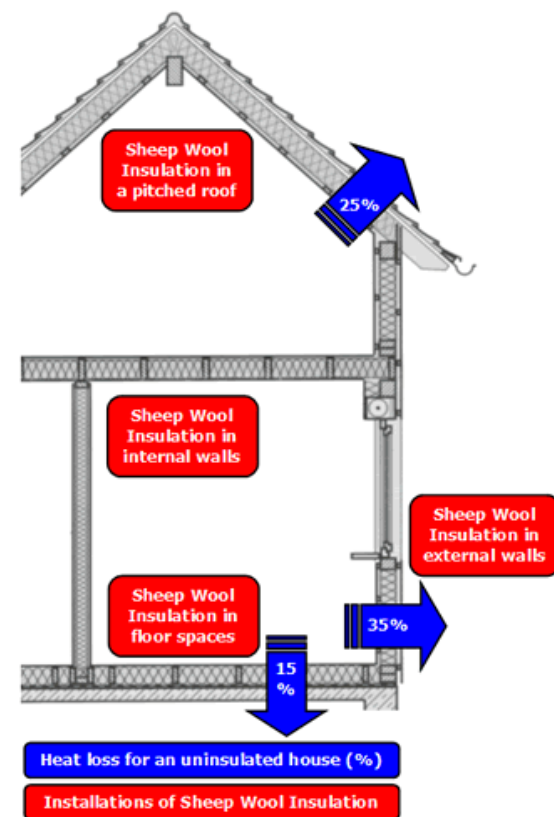 Sheep Wool
Insulation in
a pitched roof
25%
Sheep Wool
Insulation in
internal walls
Sheep Wool
Insulation in
external walls
Sheep Wool
Insulation in
floor spaces
35%
15
%
Heat loss for an uninsulated house (%)
Installations of Sheep Wool Insulation